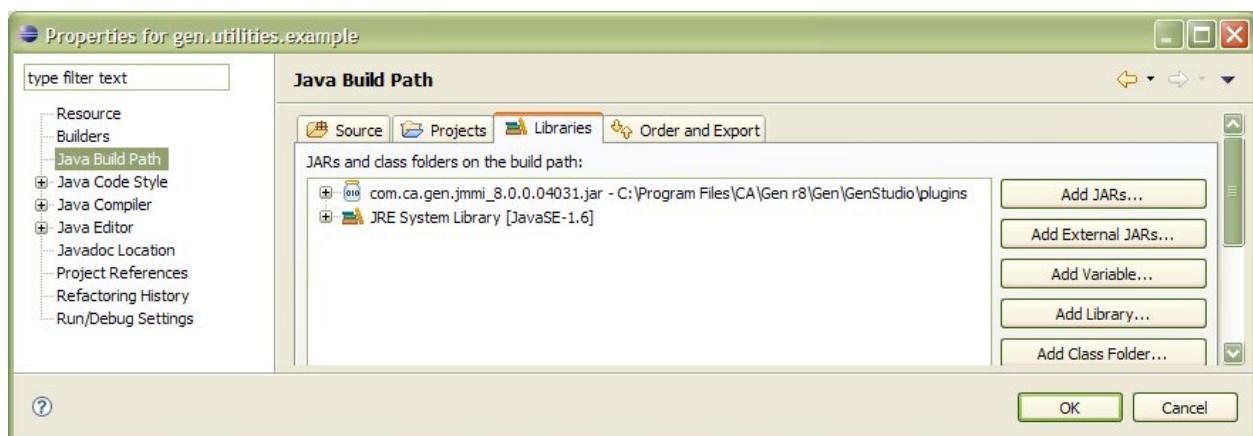 Properties for gen.utilities.example
type filter text
Resource
Builders
Java Build Path
Java Code Style
Java Compiler
Java Editor
Javadoc Location
Project References
Refactoring History
Run/Debug Settings
Java Build Path
Source Projects Libraries Order and Export
JARs and class folders on the build path:
com.ca.gen.jmmi_8.0.0.04031.jar - C:\Program Files\CA\Gen r8\Gen\GenStudio\plugins
JRE System Library [JavaSE-1.6]
Add JARs...
Add External JARs...
Add Variable...
Add Library...
Add Class Folder...
OK Cancel